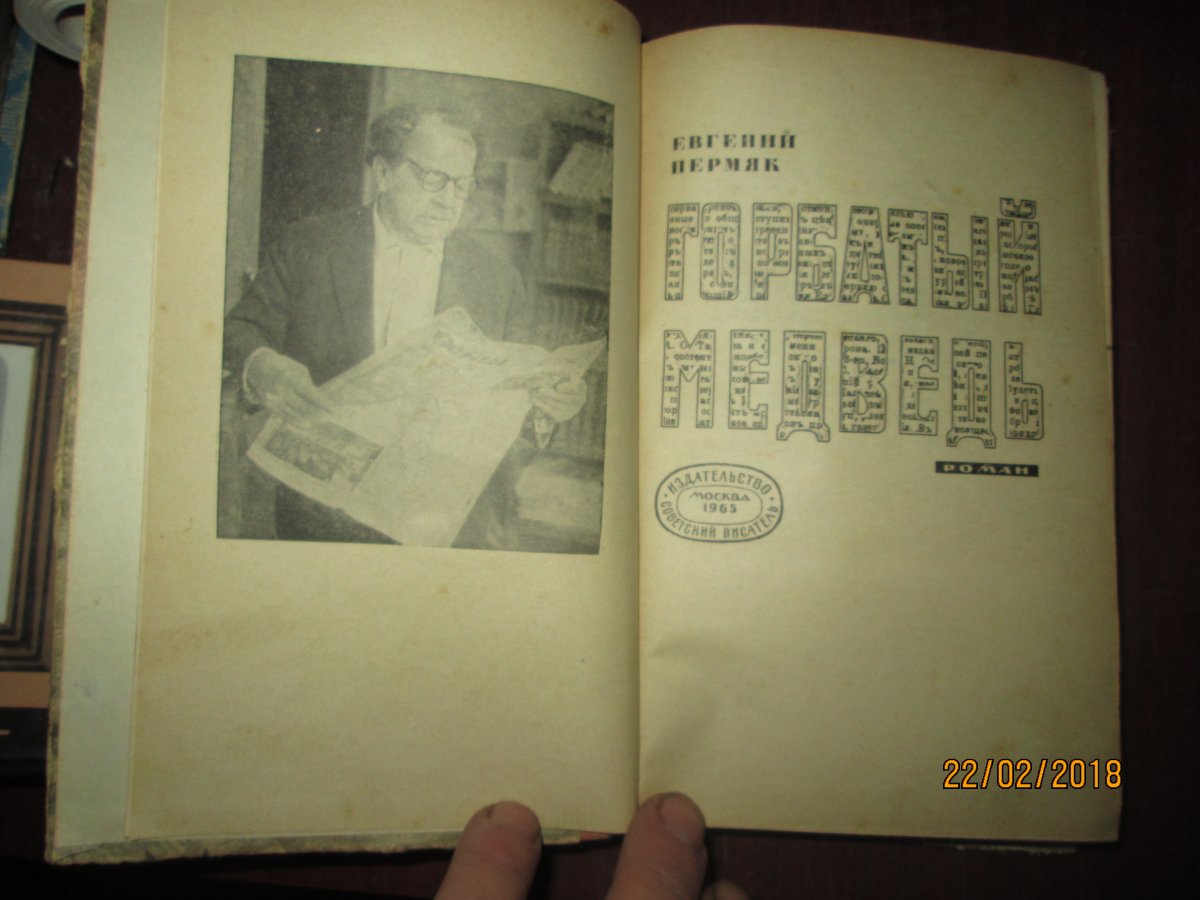 ЕВГЕНИЙ
ПЕРМЯК
ГОРБАТЫЙ
МЕДВЕДЬ
РОМАН
ИЗДАТЕЛЬСТВО
МОСКВА
1965
СОВЕТСКИЙ ПИСАТЕЛЬ
22/02/2018